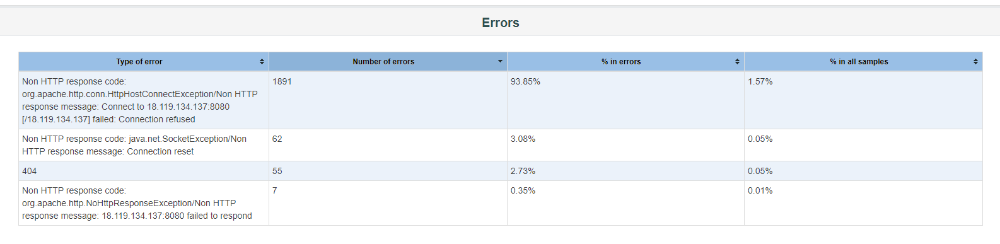 Errors
Type of error Number of errors % in errors % in all samples
Non HTTP response code: 1891 93.85% 1.57%
org.apache.http.conn.HttpHostConnectException/Non HTTP
response message: Connect to 18.119.134.137:8080
[/18.119.134.137] failed: Connection refused
Non HTTP response code: java.net.SocketException/Non 62 3.08% 0.05%
HTTP response message: Connection reset
404 55 2.73% 0.05%
Non HTTP response code: 7 0.35% 0.01%
org.apache.http.NoHttpResponseException/Non HTTP
response message: 18.119.134.137:8080 failed to respond